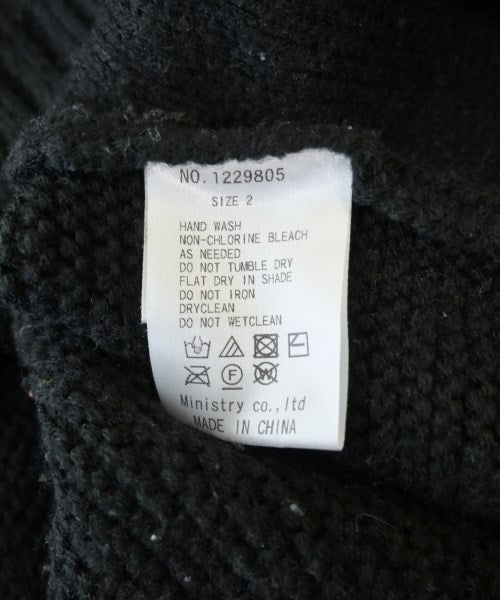 NO. 1229805
SIZE 2
HAND WASH
NON-CHLORINE BLEACH
AS NEEDED
DO NOT TUMBLE DRY
FLAT DRY IN SHADE
DO NOT IRON
DRYCLEAN
DO NOT WETCLEAN
F W
Ministry co.,ltd
MADE IN CHINA